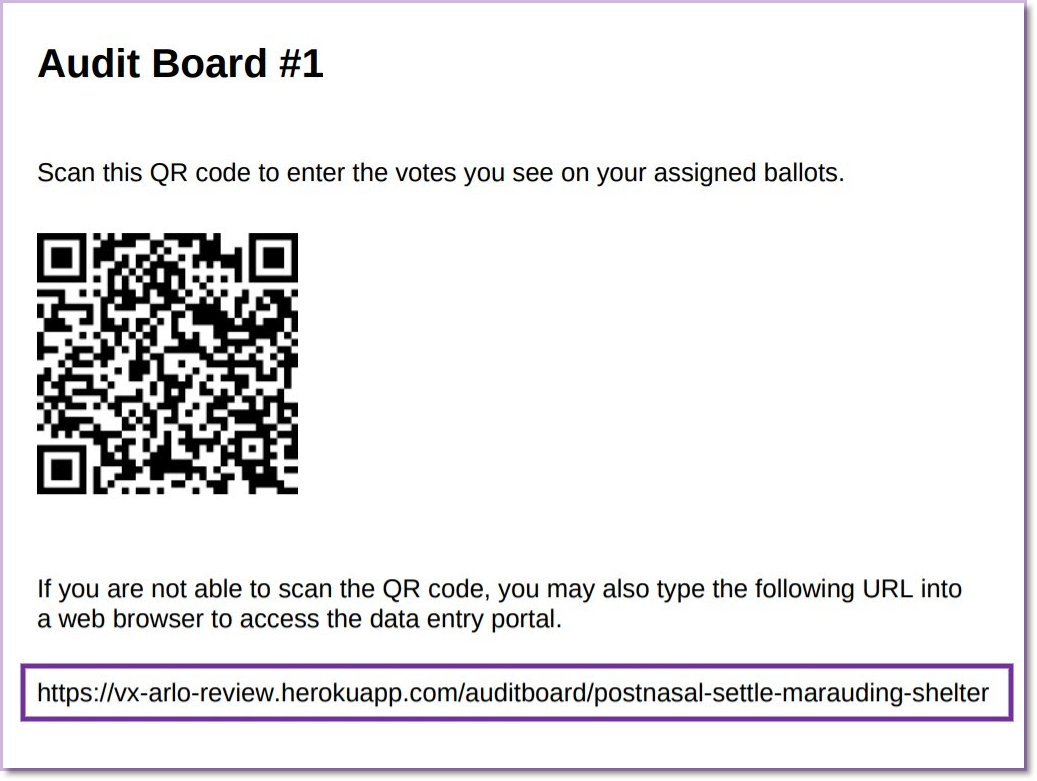 Audit Board #1
Scan this QR code to enter the votes you see on your assigned ballots.
If you are not able to scan the QR code, you may also type the following URL into
a web browser to access the data entry portal.
https://vx-arlo-review.herokuapp.com/auditboard/postnasal-settle-marauding-shelter